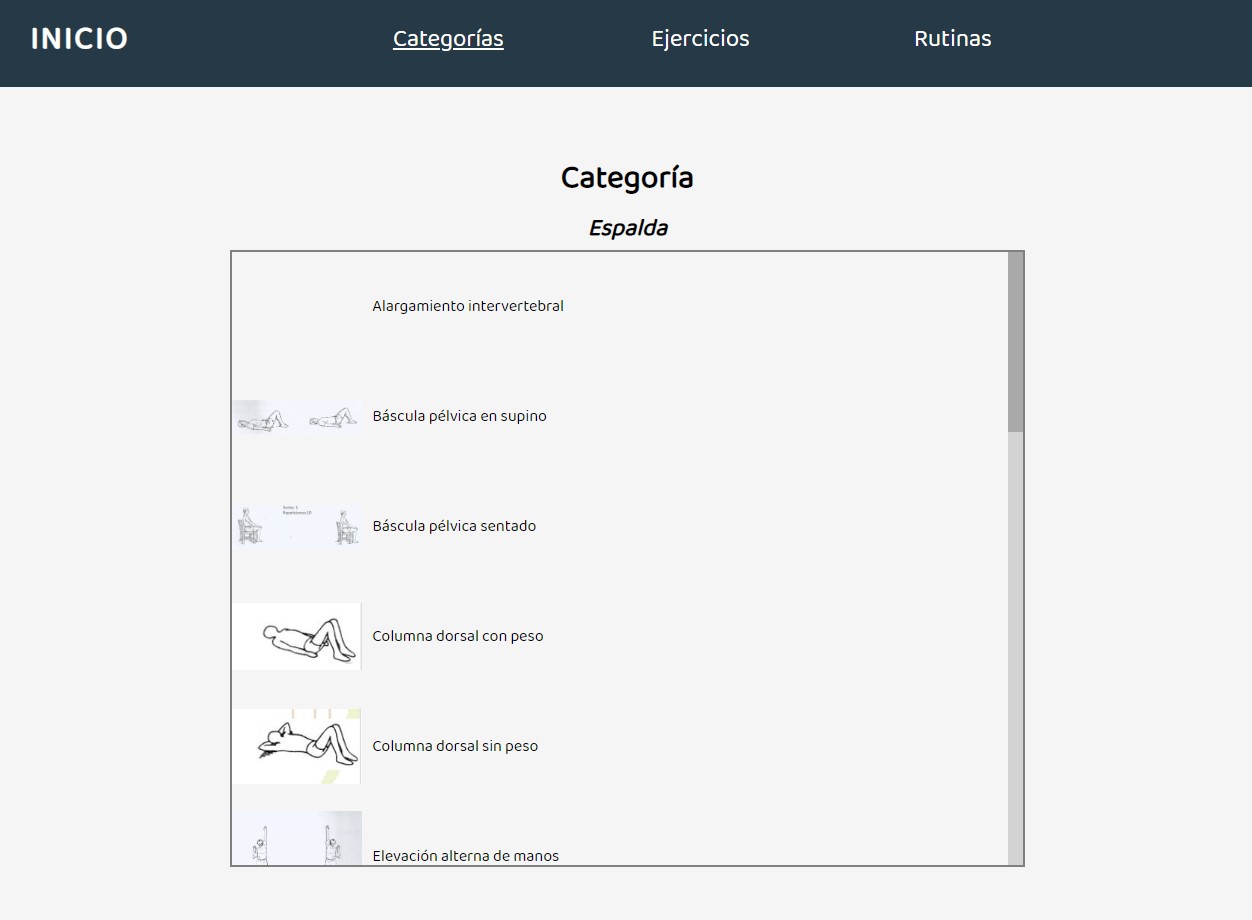 INICIO
Categorías
Ejercicios
Rutinas
Categoría
Espalda
Alargamiento intervertebral
Báscula pélvica en supino
Báscula pélvica sentado
Columna dorsal con peso
Columna dorsal sin peso
Elevación alterna de manos